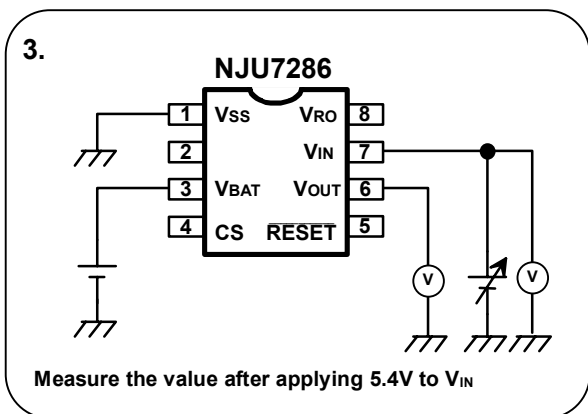 3.
NJU7286
1 VSS VRO 8
2 VIN 7
3 VBAT VOUT 6
4 CS RESET 5
V V
Measure the value after applying 5.4V to VIN